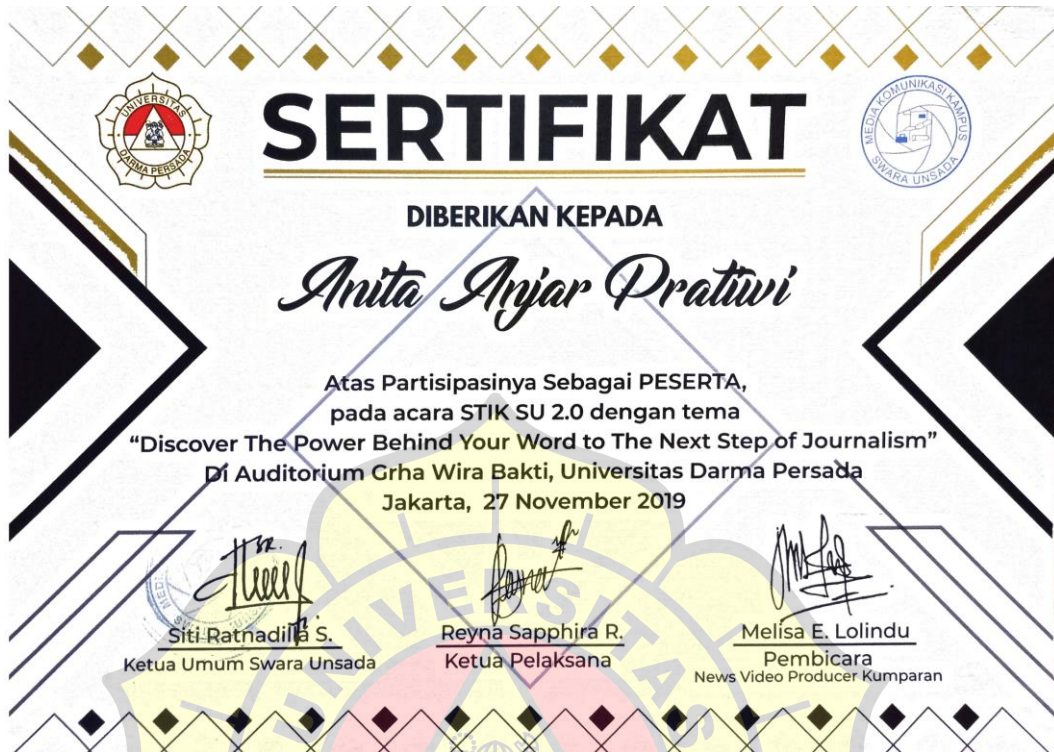 SERTIFIKAT
UNIVERSITAS
DARMA PERSADA
MEDIA KOMUNIKASI KAMPUS
SWARA UNSADA
DIBERIKAN KEPADA
Anita Anjar Pratiwi
Atas Partisipasinya Sebagai PESERTA,
pada acara STIK SU 2.0 dengan tema
“Discover The Power Behind Your Word to The Next Step of Journalism”
Di Auditorium Grha Wira Bakti, Universitas Darma Persada
Jakarta, 27 November 2019
Siti Ratnadilla S.
Ketua Umum Swara Unsada
Reyna Sapphira R.
Ketua Pelaksana
Melisa E. Lolindu
Pembicara
News Video Producer Kumparan
UNIVERSITAS